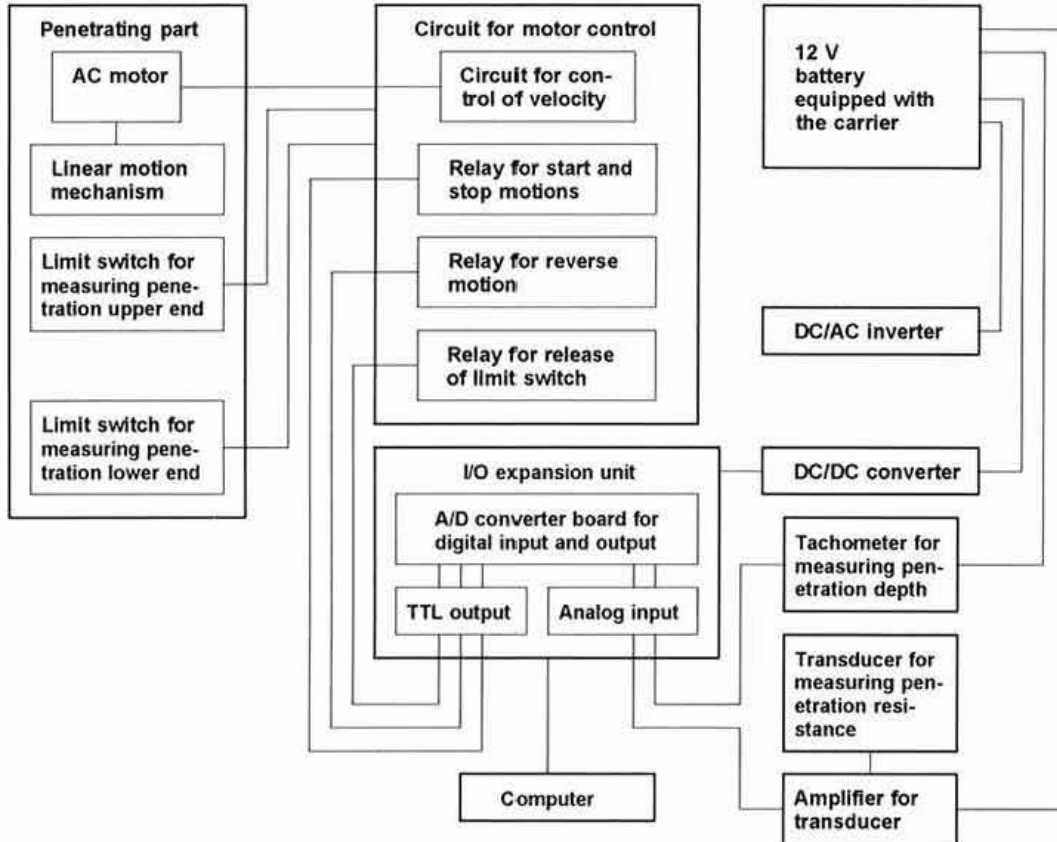 Penetrating part
AC motor
Linear motion
mechanism
Limit switch for
measuring pene-
tration upper end
Limit switch for
measuring pene-
tration lower end
Circuit for motor control
Circuit for con-
trol of velocity
Relay for start and
stop motions
Relay for reverse
motion
Relay for release
of limit switch
I/O expansion unit
A/D converter board for
digital input and output
TTL output
Analog input
Computer
12 V
battery
equipped with
the carrier
DC/AC inverter
DC/DC converter
Tachometer for
measuring pen-
etration depth
Transducer for
measuring pen-
etration resi-
stance
Amplifier for
transducer